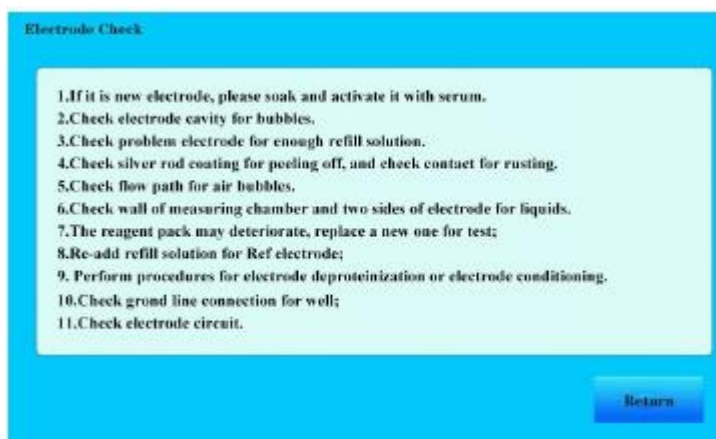 Electrode Check
1.If it is new electrode, please soak and activate it with serum.
2.Check electrode cavity for bubbles.
3.Check problem electrode for enough refill solution.
4.Check silver rod coating for peeling off, and check contact for rusting.
5.Check flow path for air bubbles.
6.Check wall of measuring chamber and two sides of electrode for liquids.
7.The reagent pack may deteriorate, replace a new one for test;
8.Re-add refill solution for Ref electrode;
9. Perform procedures for electrode deproteinization or electrode conditioning.
10.Check grond line connection for well;
11.Check electrode circuit.
Return